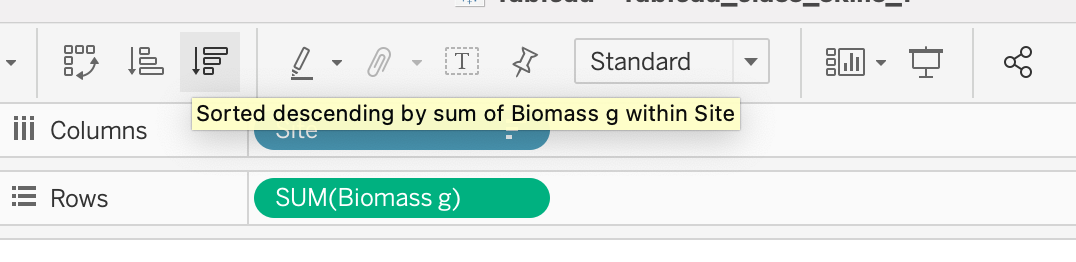 T
Standard
Sorted descending by sum of Biomass g within Site
Columns
Site
Rows
SUM(Biomass g)